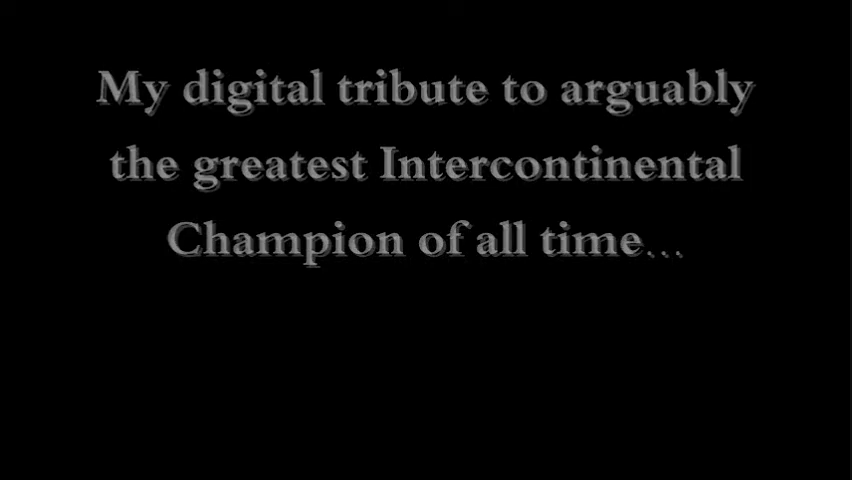 My digital tribute to arguably
the greatest Intercontinental
Champion of all time...